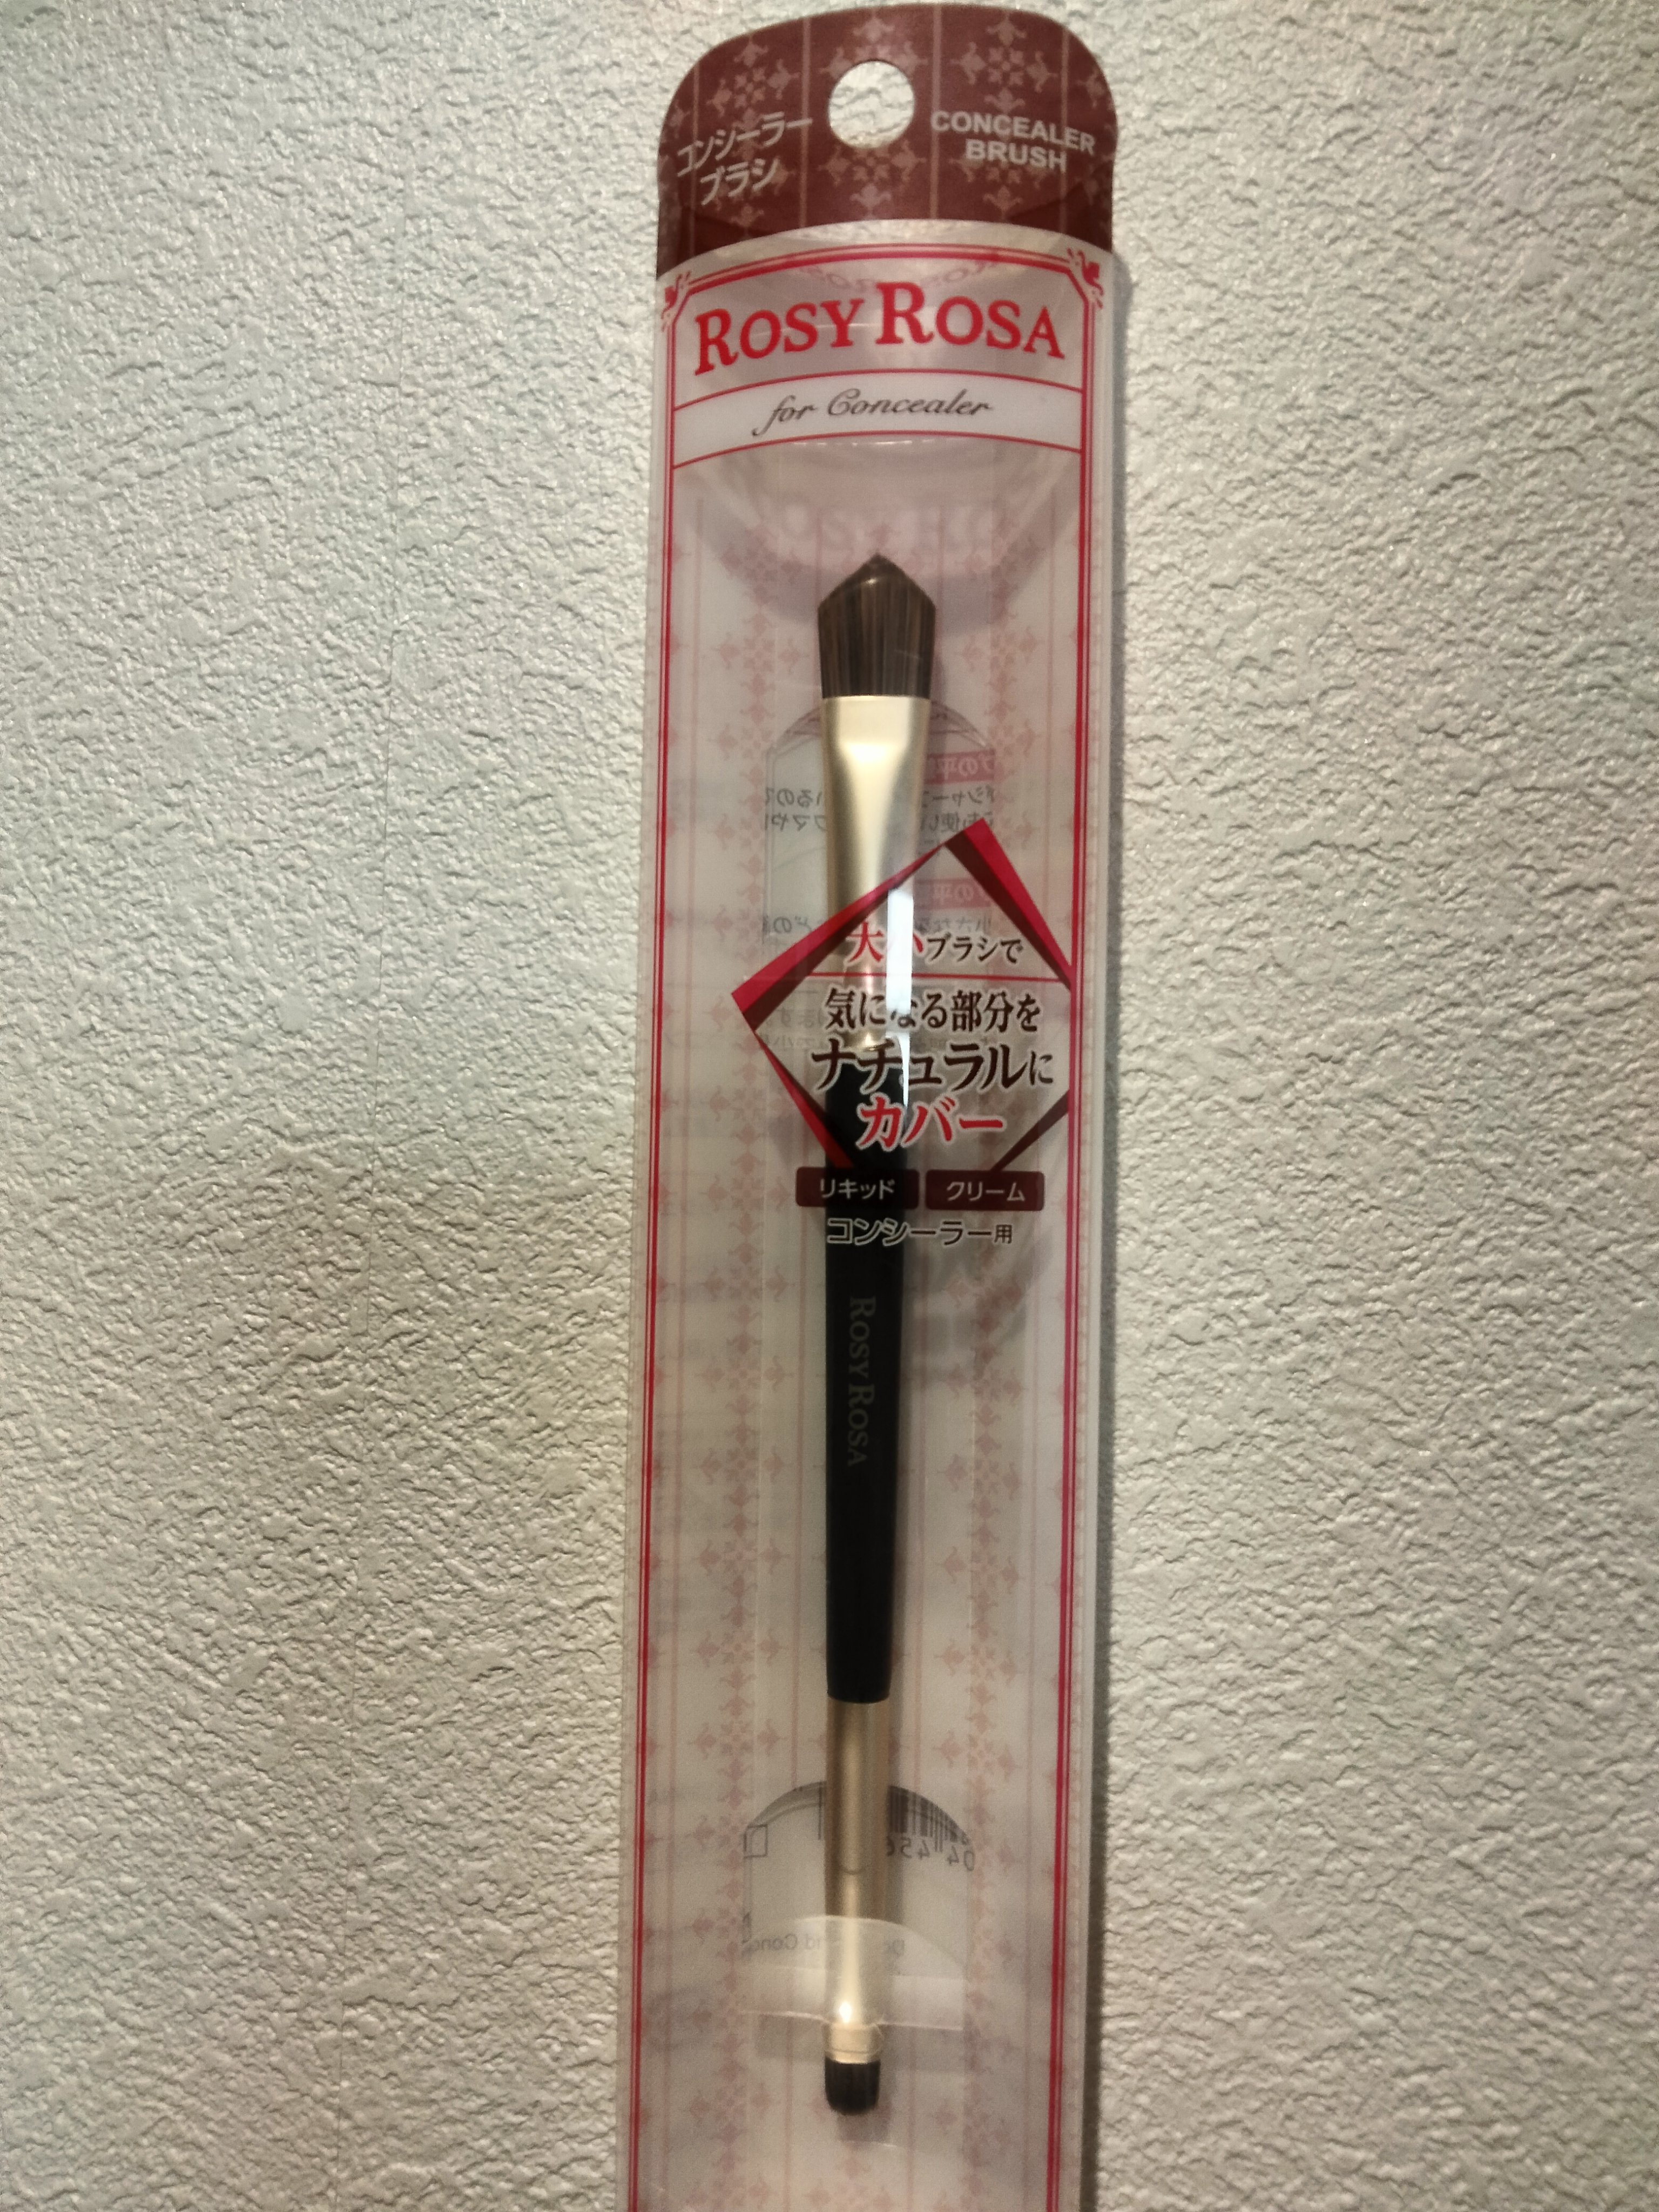 コンシーラー
ブラシ
CONCEALER
BRUSH
ROSY ROSA
for Concealer
大小ブラシで
気になる部分を
ナチュラルに
カバー
リキッド クリーム
コンシーラー用
ROSY ROSA